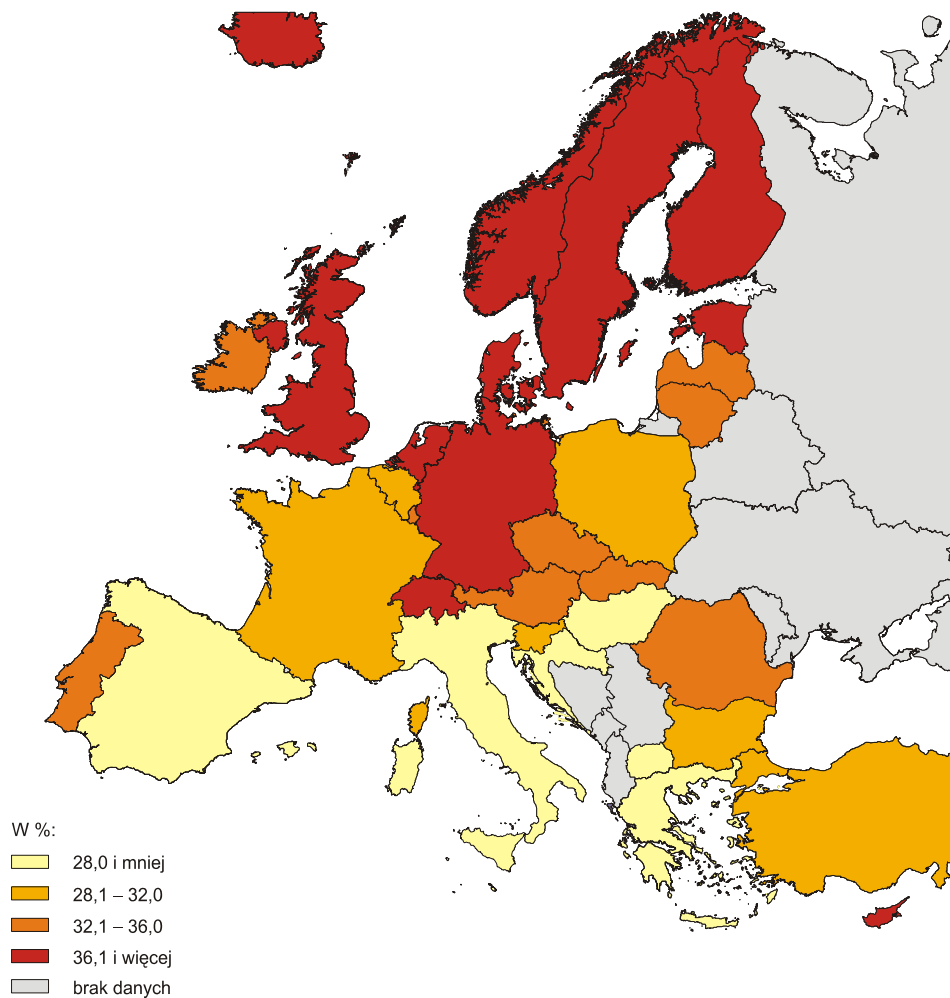 W %:
28,0 i mniej
28,1 – 32,0
32,1 – 36,0
36,1 i więcej
brak danych